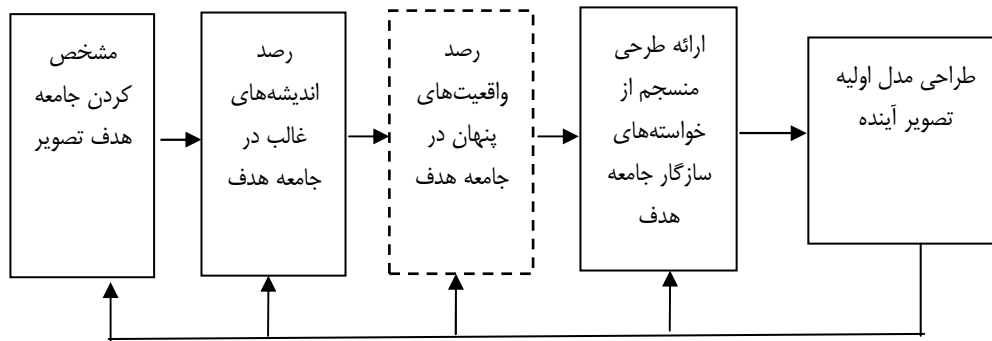 مشخص
کردن جامعه
هدف تصویر
رصد
اندیشه‌های
غالب در
جامعه هدف
رصد
واقعیت‌های
پنهان در
جامعه هدف
ارائه طرحی
منسجم از
خواسته‌های
سازگار جامعه
هدف
طراحی مدل اولیه
تصویر آینده